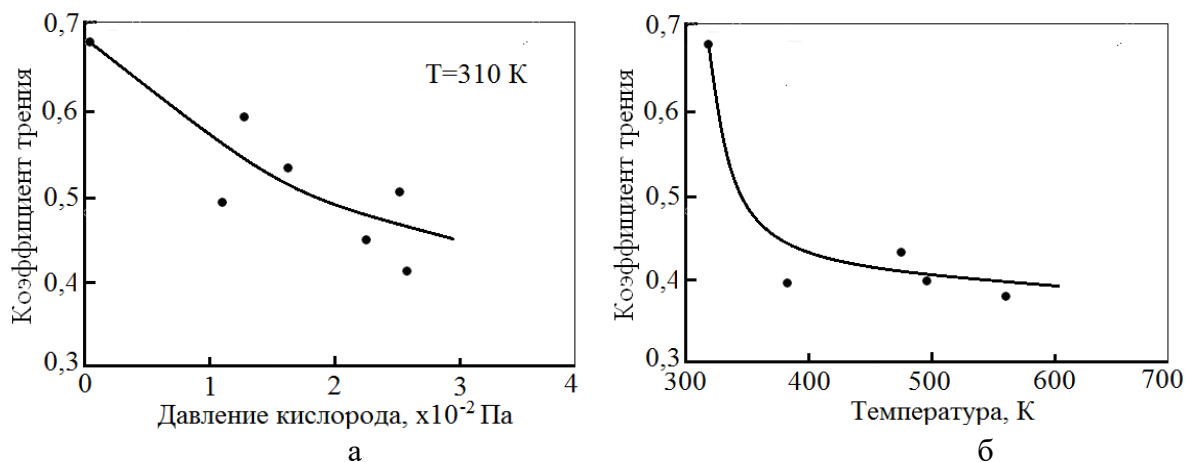 0,7
0,6
0,5
0,4
0,3
Коэффициент трения
T=310 K
0 1 2 3 4
Давление кислорода, x10-2 Па
а
0,7
0,6
0,5
0,4
0,3
Коэффициент трения
300 400 500 600 700
Температура, К
б